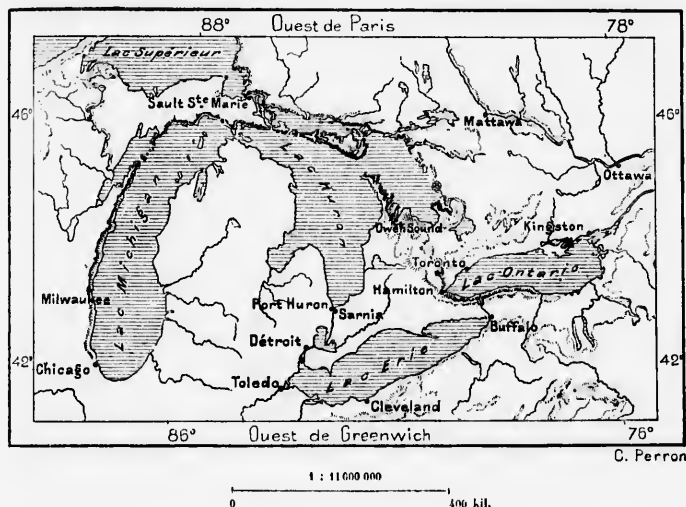 88° Ouest de Paris 78°
Lac Supérieur
Sault Ste Marie
46° 46°
Mattawa
Ottawa
Lac Michigan
Lac Huron
Owen Sound
Kingston
Toronto
Lac Ontario
Hamilton
Milwaukee
Port Huron
Sarnia
Buffalo
Détroit
42° 42°
Chicago
Lac Erié
Toledo
Cleveland
86° Ouest de Greenwich 76°
C. Perron
1 : 11 600 000
0 400 kil.